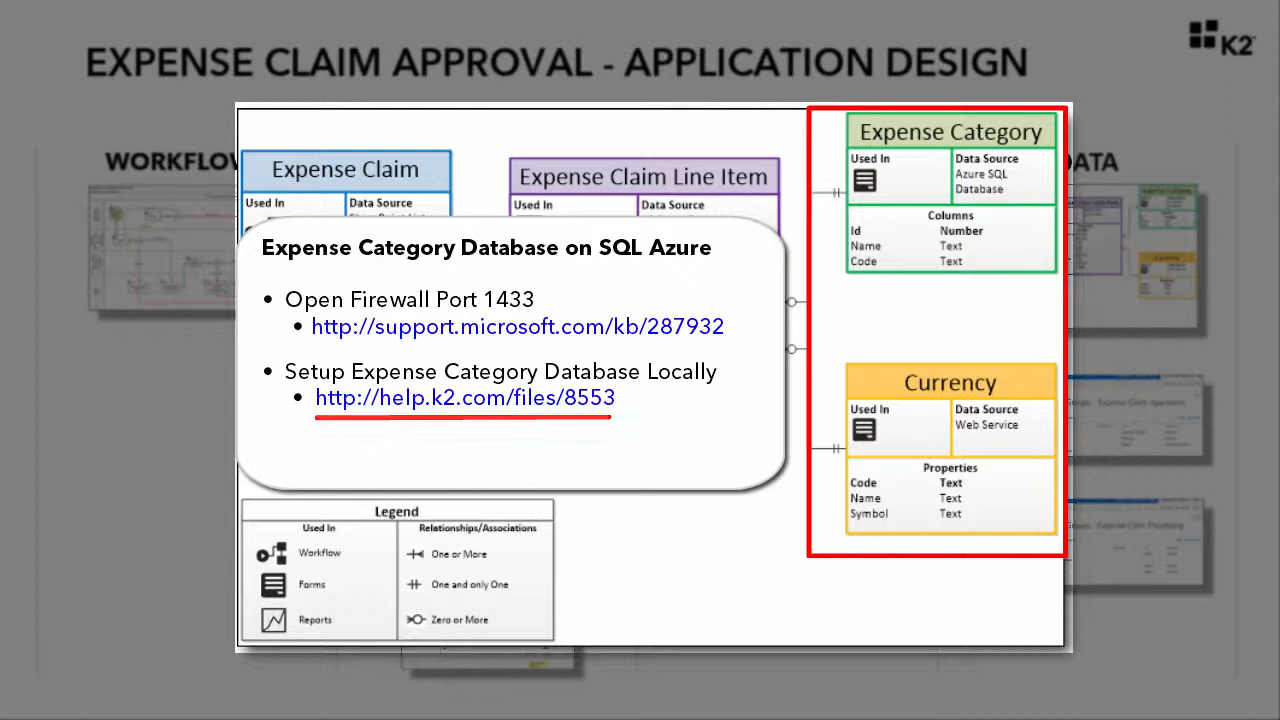 EXPENSE CLAIM APPROVAL - APPLICATION DESIGN
K2
WORKFLOW
DATA
Expense Claim
Used In
Data Source
Expense Claim Line Item
Used In
Data Source
Expense Category
Used In
Data Source
Azure SQL
Database
Columns
Id Number
Name Text
Code Text
Expense Category Database on SQL Azure
• Open Firewall Port 1433
• http://support.microsoft.com/kb/287932
• Setup Expense Category Database Locally
• http://help.k2.com/files/8553
Currency
Used In
Data Source
Web Service
Properties
Code Text
Name Text
Symbol Text
Legend
Used In
Relationships/Associations
Workflow
One or More
Forms
One and only One
Reports
Zero or More